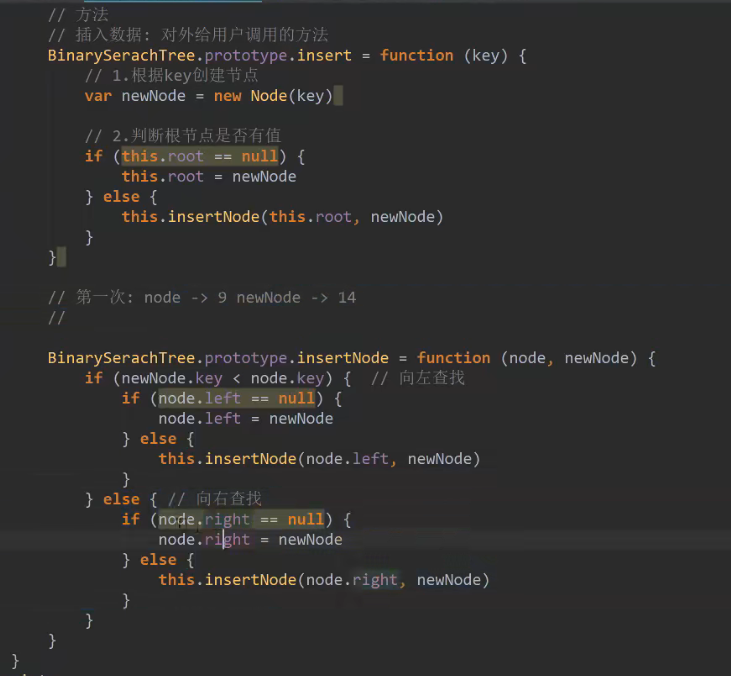 // 方法
// 插入数据: 对外给用户调用的方法
BinarySerachTree.prototype.insert = function (key) {
// 1.根据key创建节点
var newNode = new Node(key)
// 2.判断根节点是否有值
if (this.root == null) {
this.root = newNode
} else {
this.insertNode(this.root, newNode)
}
}
// 第一次: node -> 9 newNode -> 14
//
BinarySerachTree.prototype.insertNode = function (node, newNode) {
if (newNode.key < node.key) { // 向左查找
if (node.left == null) {
node.left = newNode
} else {
this.insertNode(node.left, newNode)
}
} else { // 向右查找
if (node.right == null) {
node.right = newNode
} else {
this.insertNode(node.right, newNode)
}
}
}
}